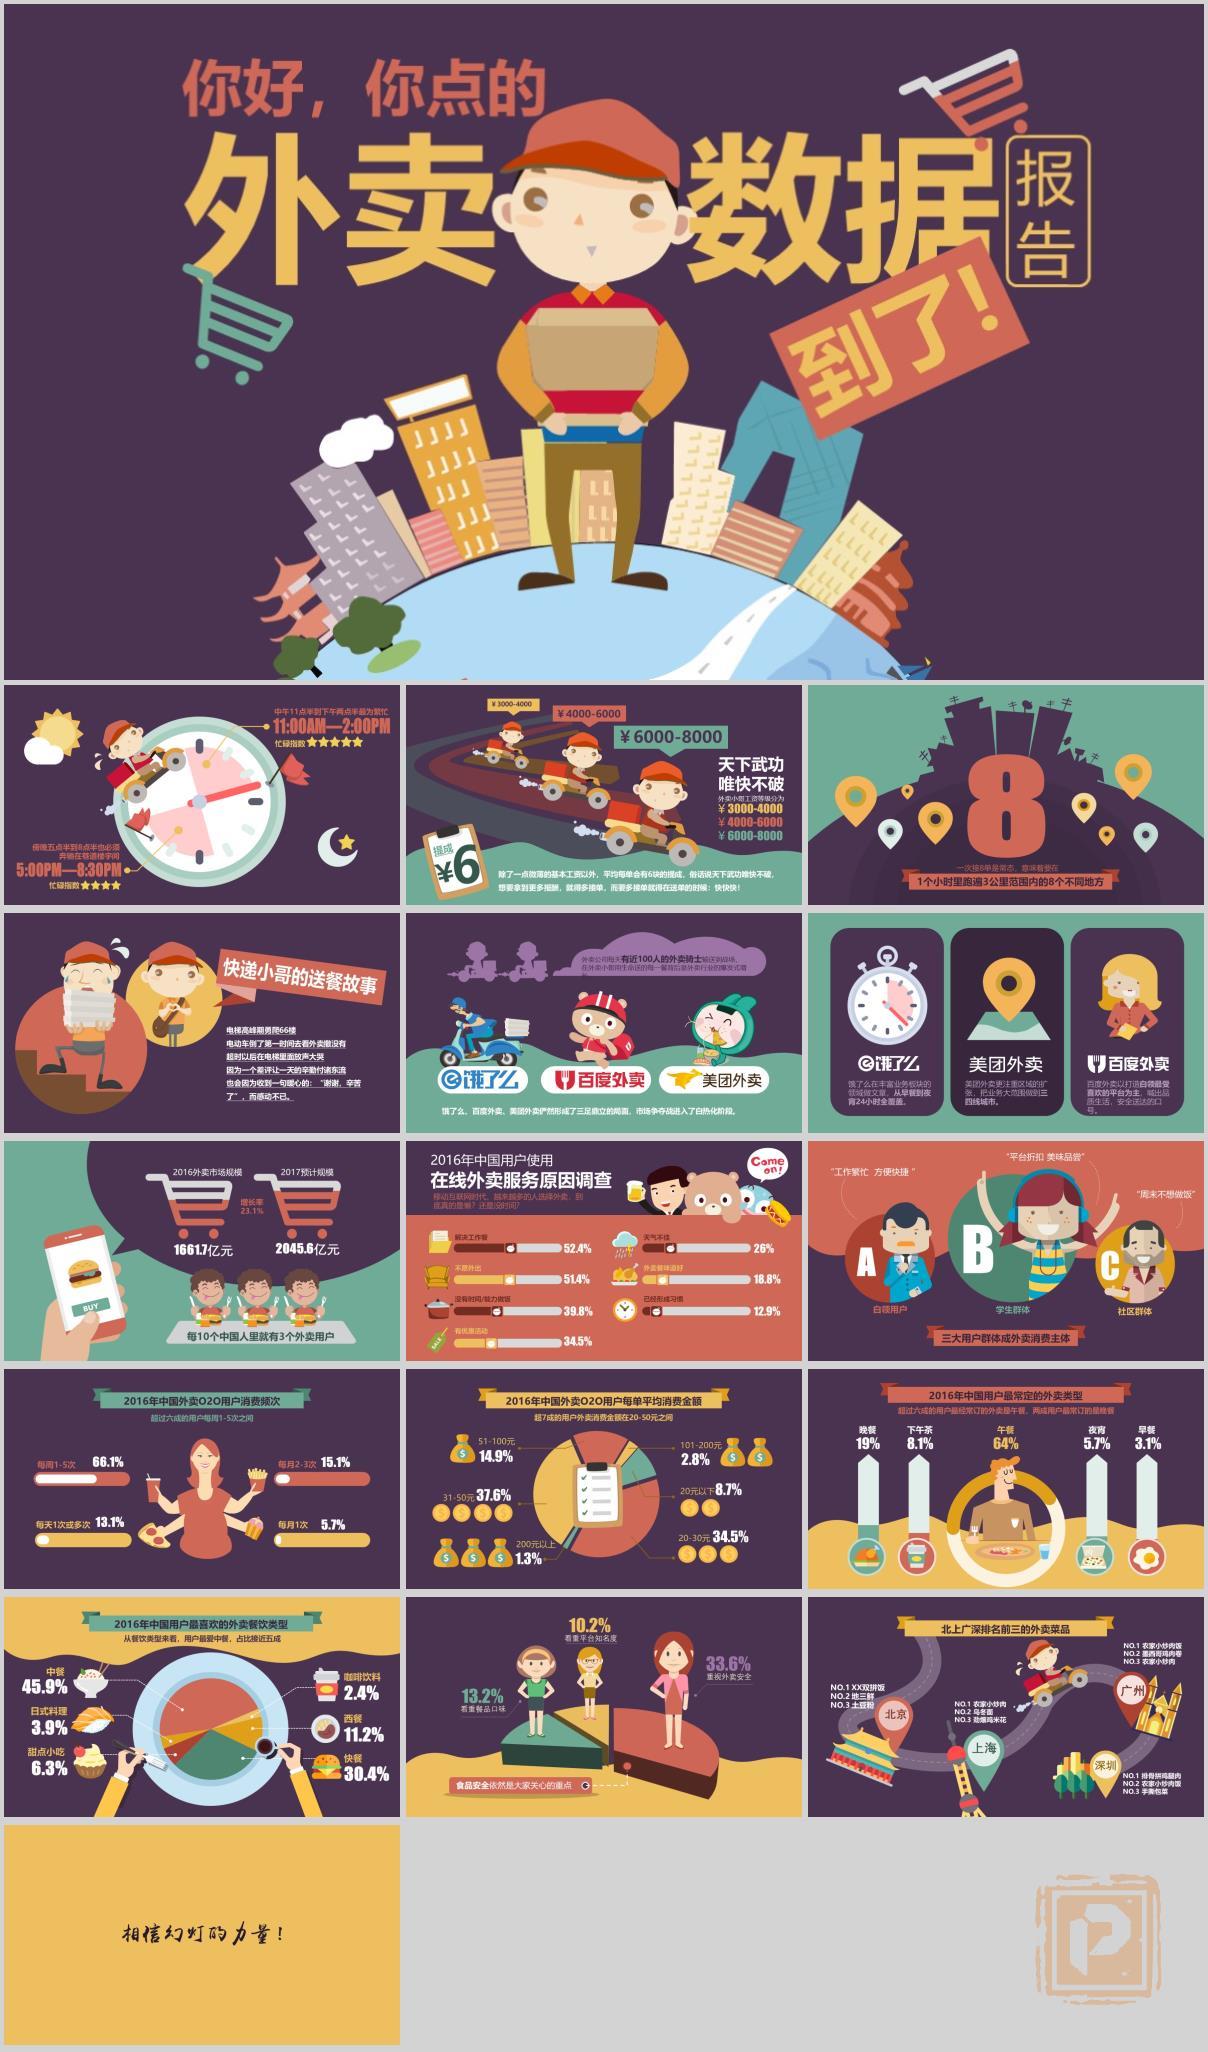 你好，你点的
外卖 数据
报告
到了！
中午11点半到下午两点半最为繁忙
11:00AM—2:00PM
忙碌指数
傍晚五点半到8点半也必须
奔驰在巷道楼宇间
5:00PM—8:30PM
忙碌指数
¥3000-4000
¥4000-6000
¥6000-8000
天下武功
唯快不破
外卖小哥工资等级分为
¥3000-4000
¥4000-6000
¥6000-8000
提成
¥6
除了一点微薄的基本工资以外，平均每单会有6块的提成，俗话说天下武功唯快不破，
想要拿到更多报酬，就得多接单，而要多接单就得在送单的时候：快快快！
8
一次接8单是常态，意味着要在
1个小时里跑遍3公里范围内的8个不同地方
快递小哥的送餐故事
电梯高峰期勇爬66楼
电动车倒了第一时间去看外卖撒没有
超时以后在电梯里面放声大哭
因为一个差评让一天的辛勤付诸东流
也会因为收到一句暖心的：“谢谢，辛苦
了”，而感动不已。
外卖公司每天有近100人的外卖骑士输送到战场，
饿了么
百度外卖
美团外卖
饿了么、百度外卖、美团外卖俨然形成了三足鼎立的局面，市场争夺战进入了白热化阶段。
饿了么
饿了么在丰富业务板块的
领域做文章，从早餐到夜
宵24小时全覆盖。
美团外卖
美团外卖更注重区域的扩
张，把业务大范围做到三
四线城市。
百度外卖
百度外卖以打造白领最受
喜欢的平台为主，喊出品
质生活，安全送达的口
号。
2016外卖市场规模
2017预计规模
增长率
23.1%
1661.7亿元
2045.6亿元
BUY
每10个中国人里就有3个外卖用户
2016年中国用户使用
在线外卖服务原因调查
移动互联网时代，越来越多的人选择外卖，到
底真的是懒？还是没时间？
Come on!
解决工作餐
52.4%
不愿外出
51.4%
没有时间/能力做饭
39.8%
有优惠活动
34.5%
SALE
天气不佳
26%
外卖餐味道好
18.8%
已经形成习惯
12.9%
“工作繁忙 方便快捷 ”
“平台折扣 美味品尝”
“周末不想做饭”
A
B
C
白领用户
学生群体
社区群体
三大用户群体成外卖消费主体
2016年中国外卖O2O用户消费频次
超过六成的用户每周1-5次之间
每周1-5次 66.1%
每月2-3次 15.1%
每天1次或多次 13.1%
每月1次 5.7%
2016年中国外卖O2O用户每单平均消费金额
超7成的用户外卖消费金额在20-50元之间
51-100元
14.9%
101-200元
2.8%
31-50元 37.6%
20元以下 8.7%
200元以上
1.3%
20-30元 34.5%
2016年中国用户最常定的外卖类型
超过六成的用户最经常订的外卖是午餐，两成用户最常订的是晚餐
晚餐
19%
下午茶
8.1%
午餐
64%
夜宵
5.7%
早餐
3.1%
2016年中国用户最喜欢的外卖餐饮类型
从餐饮类型来看，用户最爱中餐，占比接近五成
中餐
45.9%
日式料理
3.9%
甜点小吃
6.3%
咖啡饮料
2.4%
西餐
11.2%
快餐
30.4%
10.2%
看重平台知名度
33.6%
重视外卖安全
13.2%
看重餐品口味
食品安全依然是大家关心的重点
北上广深排名前三的外卖菜品
NO.1 XX双拼饭
NO.2 地三鲜
NO.3 土豆粉
北京
NO.1 农家小炒肉
NO.2 乌冬面
NO.3 劲爆鸡米花
上海
NO.1 农家小炒肉饭
NO.2 墨西哥鸡肉卷
NO.3 农家小炒肉
广州
NO.1 排骨拼鸡腿肉
NO.2 农家小炒肉饭
NO.3 手撕包菜
深圳
相信幻灯的力量！